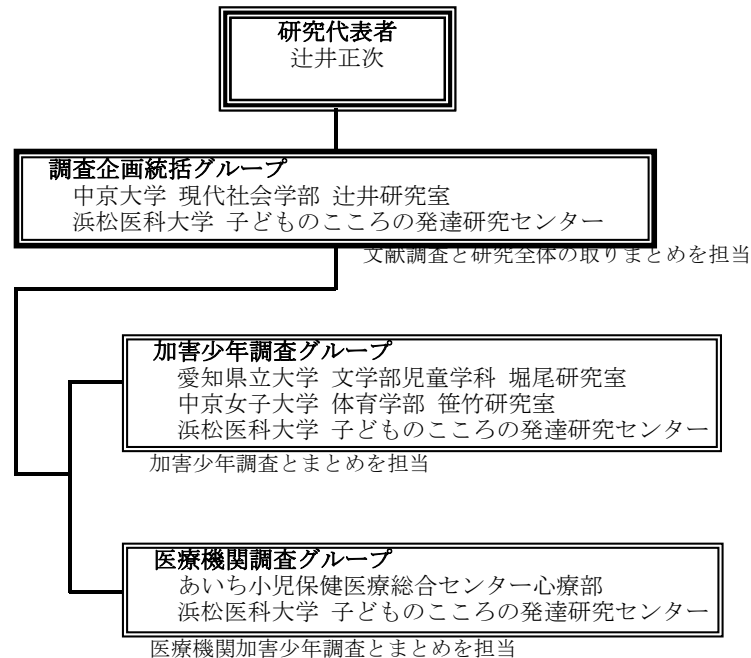 研究代表者
辻井正次
調査企画統括グループ
中京大学 現代社会学部 辻井研究室
浜松医科大学 子どものこころの発達研究センター
文献調査と研究全体の取りまとめを担当
加害少年調査グループ
愛知県立大学 文学部児童学科 堀尾研究室
中京女子大学 体育学部 笹竹研究室
浜松医科大学 子どものこころの発達研究センター
加害少年調査とまとめを担当
医療機関調査グループ
あいち小児保健医療総合センター心療部
浜松医科大学 子どものこころの発達研究センター
医療機関加害少年調査とまとめを担当